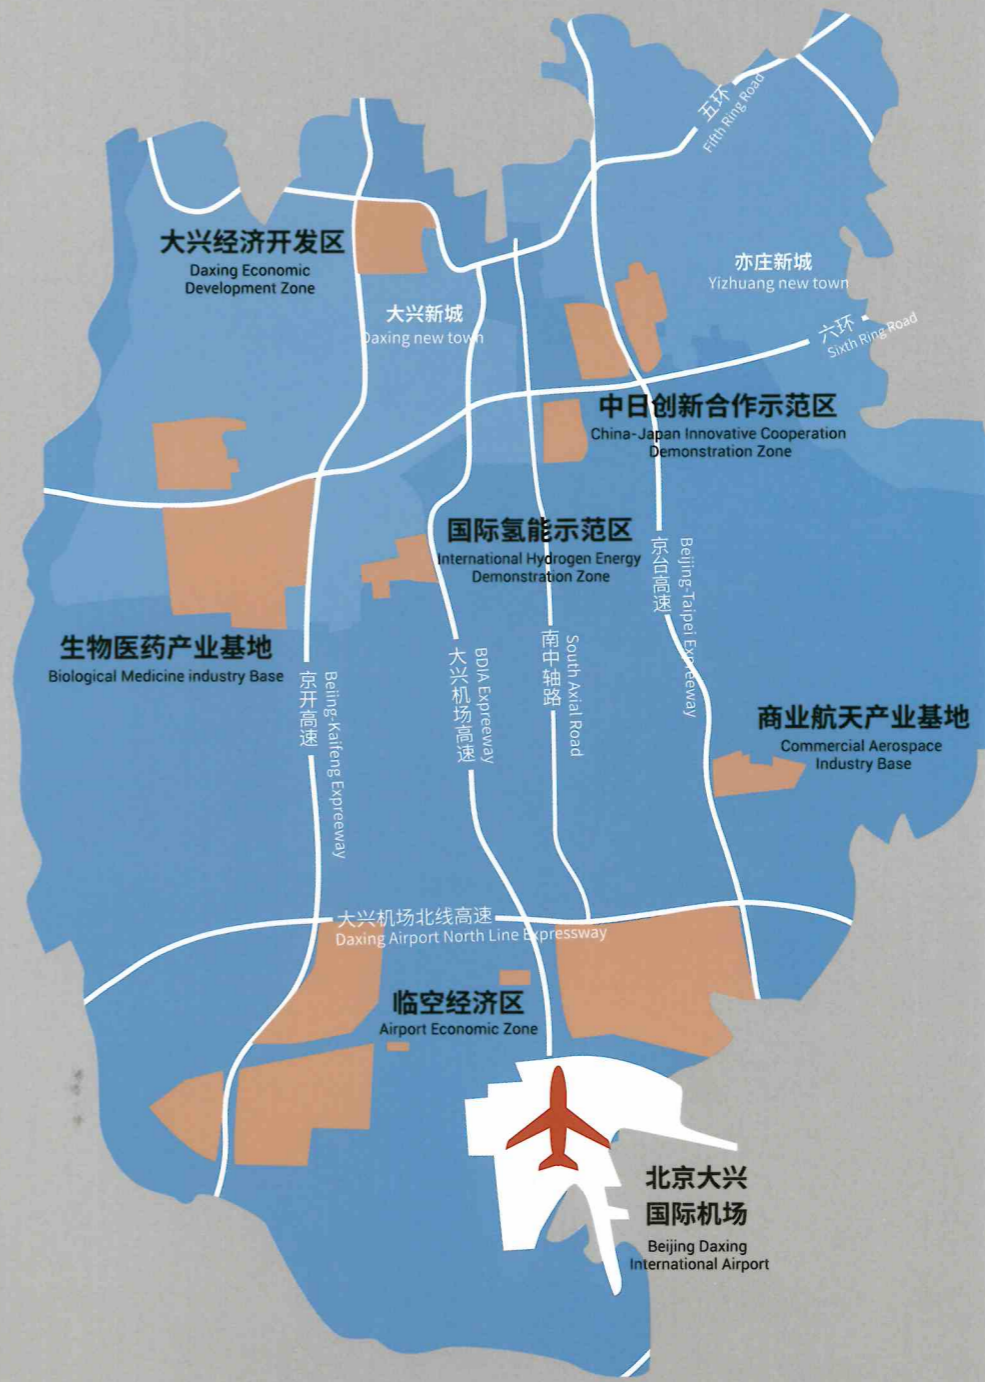 五环
Fifth Ring Road
大兴经济开发区
Daxing Economic
Development Zone
亦庄新城
Yizhuang new town
大兴新城
Daxing new town
六环
Sixth Ring Road
中日创新合作示范区
China-Japan Innovative Cooperation
Demonstration Zone
国际氢能示范区
International Hydrogen Energy
Demonstration Zone
京台高速
Beijing-Taipei Expreeway
生物医药产业基地
Biological Medicine industry Base
京开高速
Beiing-Kaifeng Expreeway
大兴机场高速
BDIA Expreeway
南中轴路
South Axial Road
商业航天产业基地
Commercial Aerospace
Industry Base
大兴机场北线高速
Daxing Airport North Line Expressway
临空经济区
Airport Economic Zone
北京大兴
国际机场
Beijing Daxing
International Airport